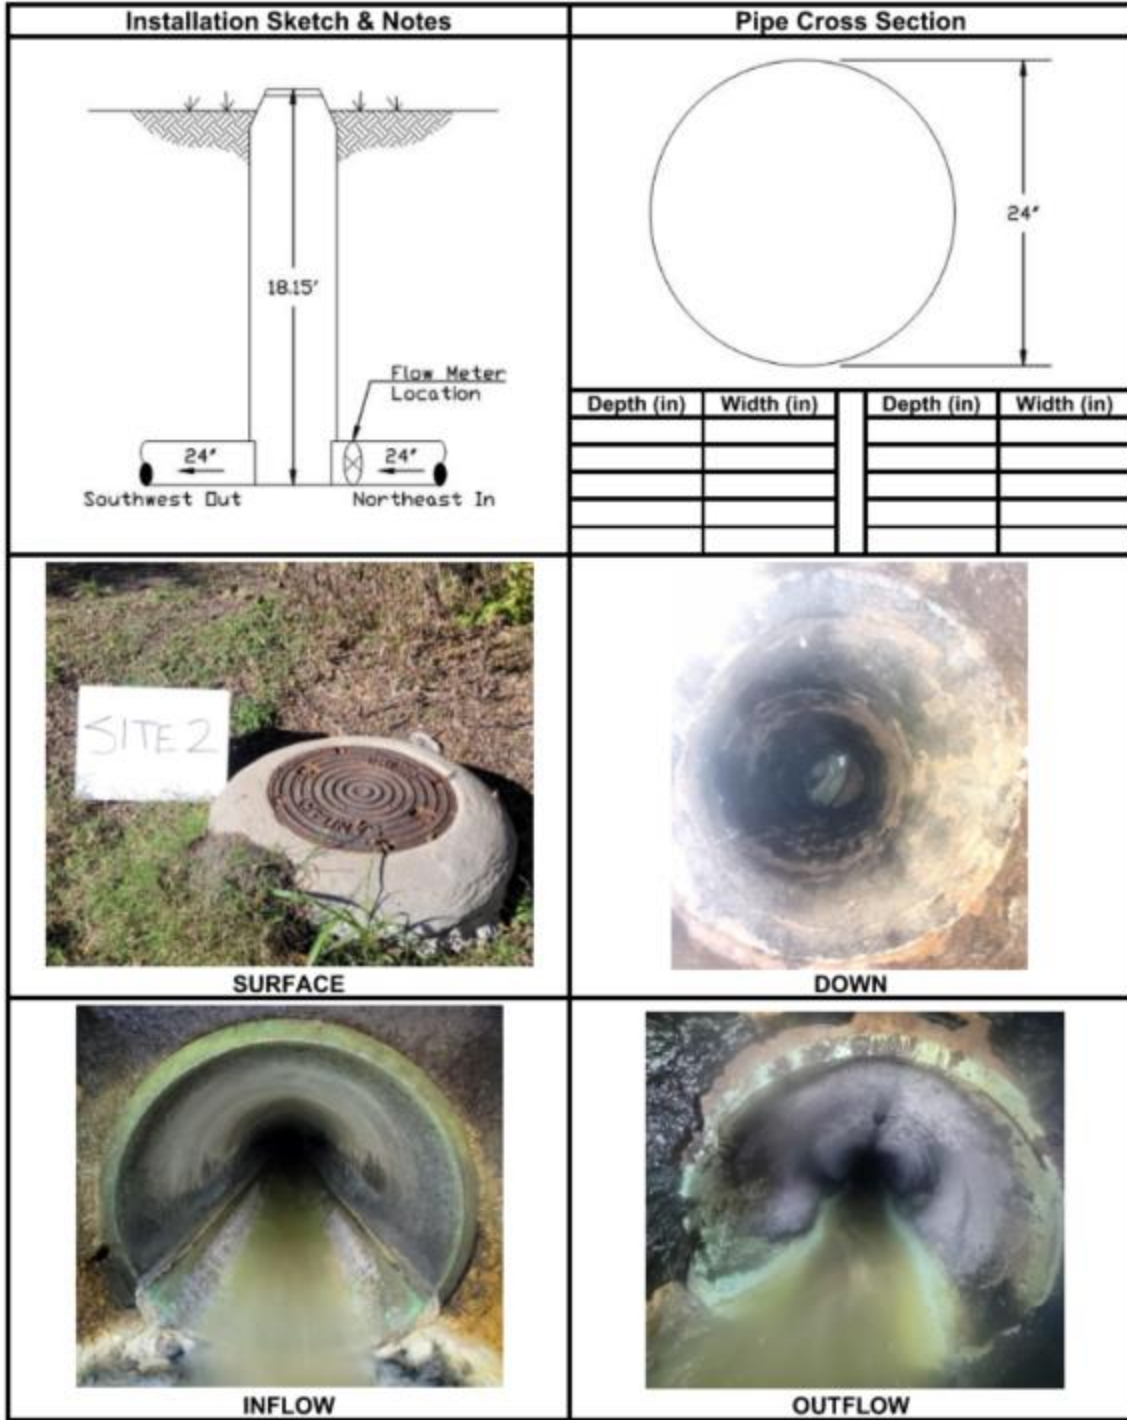 Installation Sketch & Notes
Pipe Cross Section
18.15'
Flow Meter
Location
24"
24"
Southwest Out
Northeast In
24"
Depth (in) Width (in) Depth (in) Width (in)
SITE 2
SURFACE
DOWN
INFLOW
OUTFLOW